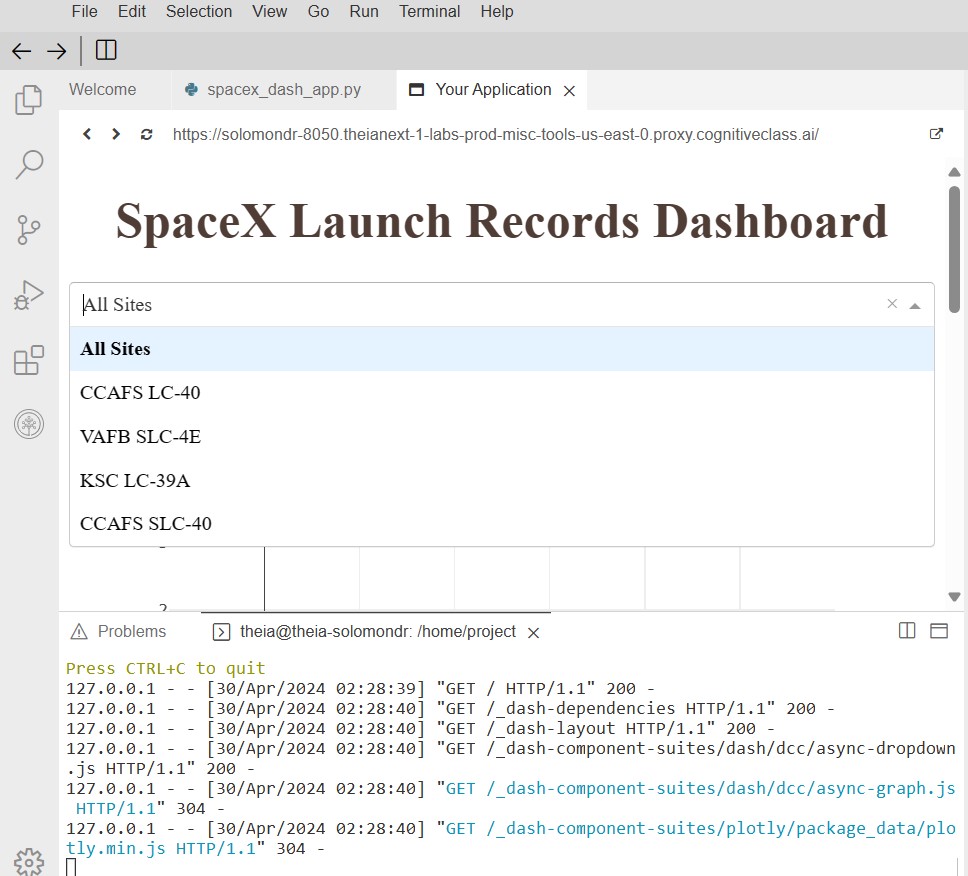 File Edit Selection View Go Run Terminal Help
Welcome spacex_dash_app.py Your Application
https://solomondr-8050.theianext-1-labs-prod-misc-tools-us-east-0.proxy.cognitiveclass.ai/
SpaceX Launch Records Dashboard
All Sites
All Sites
CCAFS LC-40
VAFB SLC-4E
KSC LC-39A
CCAFS SLC-40
2
Problems theia@theia-solomondr: /home/project
Press CTRL+C to quit
127.0.0.1 - - [30/Apr/2024 02:28:39] "GET / HTTP/1.1" 200 -
127.0.0.1 - - [30/Apr/2024 02:28:40] "GET /_dash-dependencies HTTP/1.1" 200 -
127.0.0.1 - - [30/Apr/2024 02:28:40] "GET /_dash-layout HTTP/1.1" 200 -
127.0.0.1 - - [30/Apr/2024 02:28:40] "GET /_dash-component-suites/dash/dcc/async-dropdown
.js HTTP/1.1" 200 -
127.0.0.1 - - [30/Apr/2024 02:28:40] "GET /_dash-component-suites/dash/dcc/async-graph.js
HTTP/1.1" 304 -
127.0.0.1 - - [30/Apr/2024 02:28:40] "GET /_dash-component-suites/plotly/package_data/plo
tly.min.js HTTP/1.1" 304 -